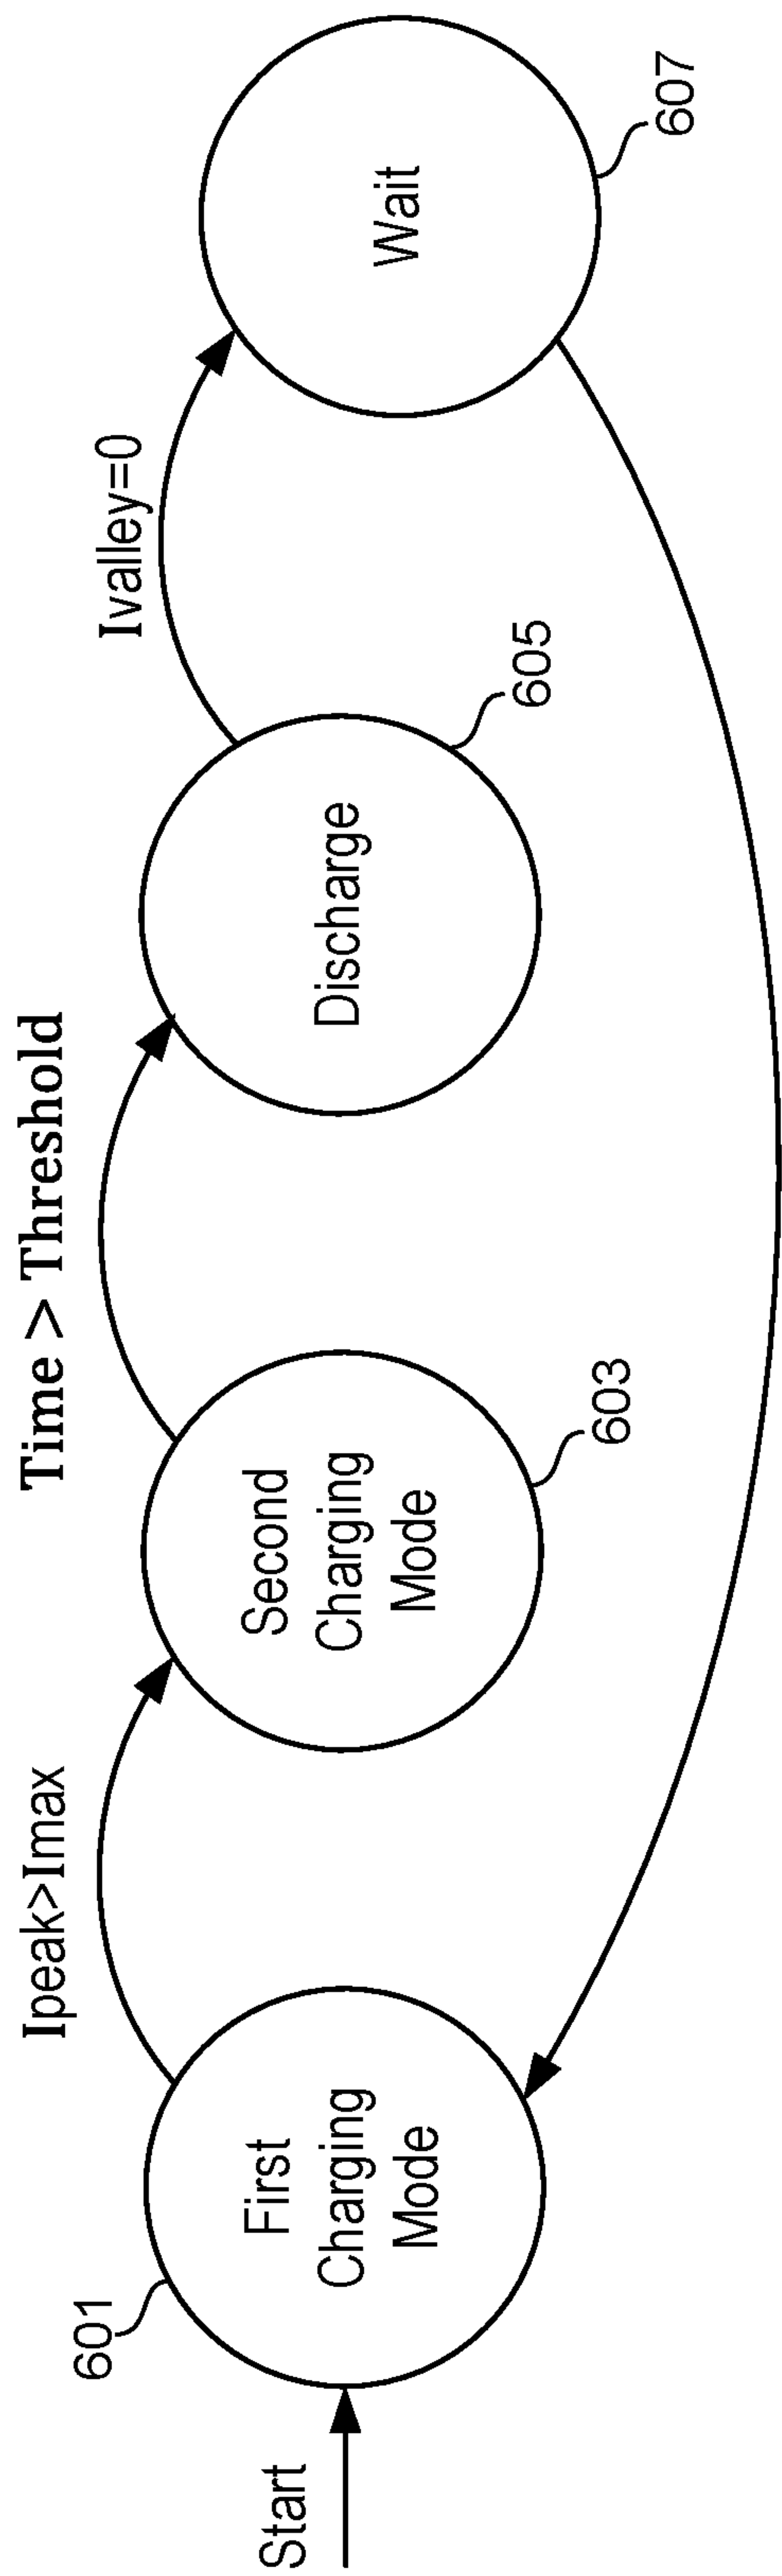 Start
601
First
Charging
Mode
Ipeak>Imax
Second
Charging
Mode
603
Time > Threshold
Discharge
605
Ivalley=0
Wait
607